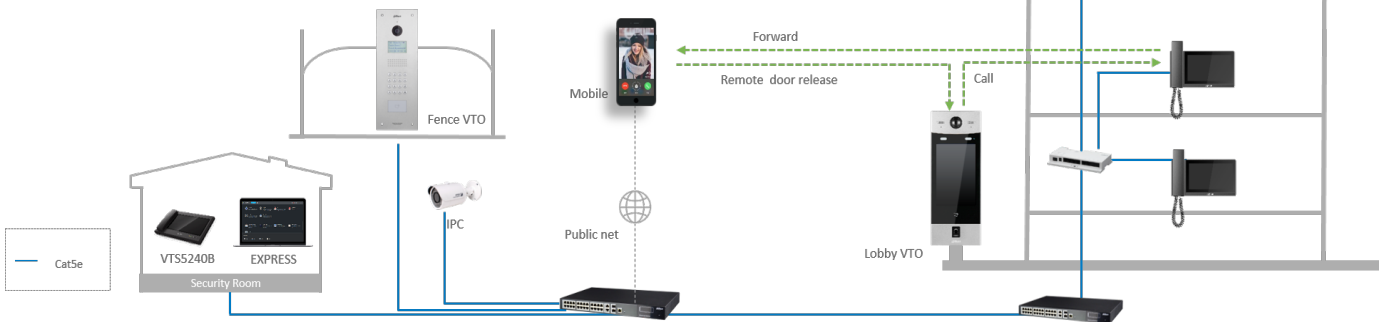 Forward
Remote door release
Call
Mobile
Fence VTO
IPC
Public net
Lobby VTO
VTS5240B
EXPRESS
Security Room
Cat5e